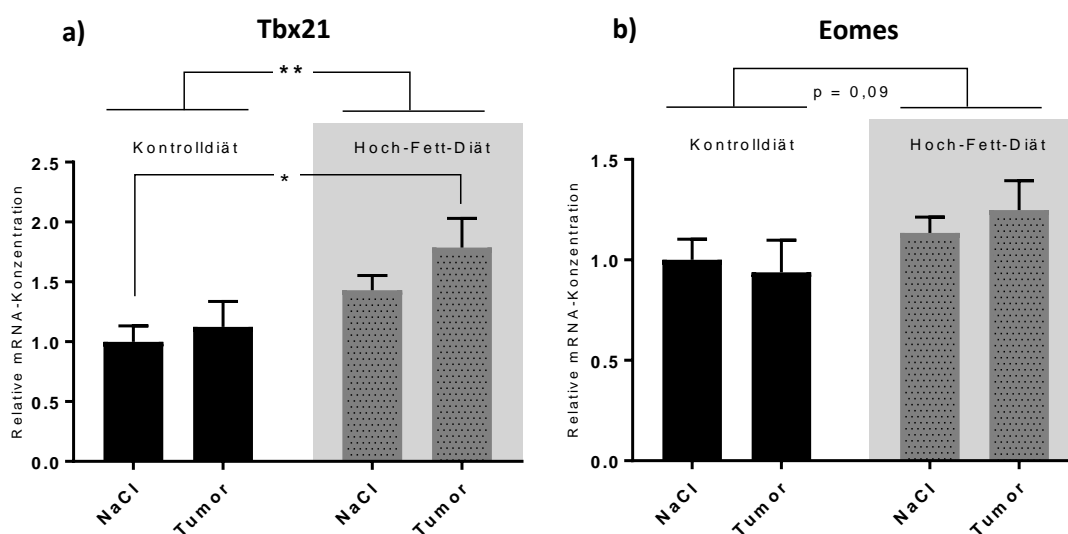 a)
Tbx21
**
Kontrolldiät
Hoch-Fett-Diät
*
Relative mRNA-Konzentration
2.5
2.0
1.5
1.0
0.5
0.0
NaCl
Tumor
NaCl
Tumor
b)
Eomes
p = 0,09
Kontrolldiät
Hoch-Fett-Diät
Relative mRNA-Konzentration
1.5
1.0
0.5
0.0
NaCl
Tumor
NaCl
Tumor